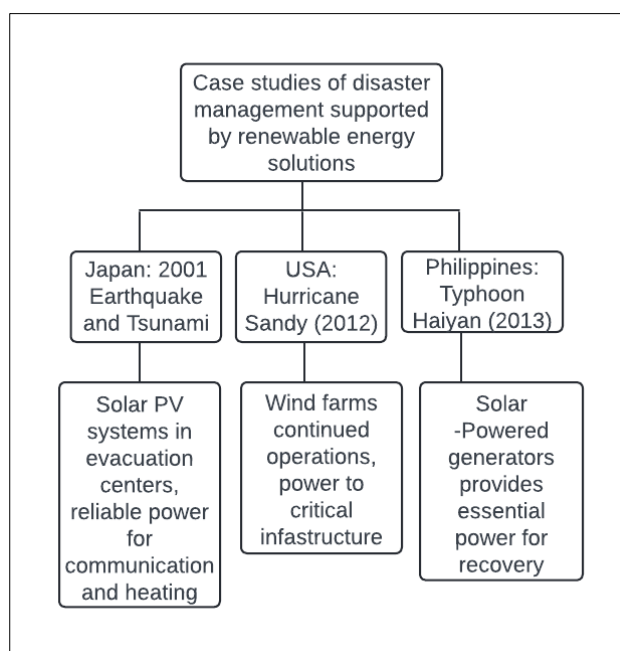 Case studies of disaster
management supported
by renewable energy
solutions
Japan: 2001
Earthquake
and Tsunami
USA:
Hurricane
Sandy (2012)
Philippines:
Typhoon
Haiyan (2013)
Solar PV
systems in
evacuation
centers,
reliable power
for
communication
and heating
Wind farms
continued
operations,
power to
critical
infastructure
Solar
-Powered
generators
provides
essential
power for
recovery